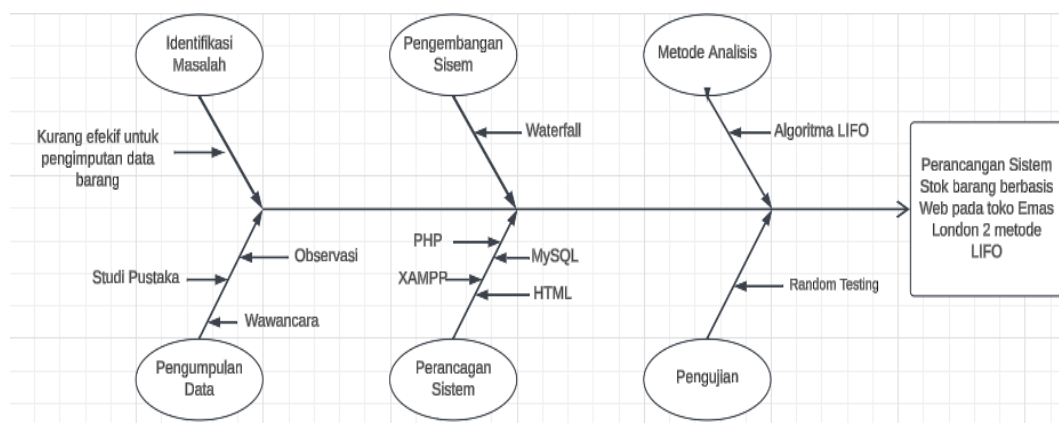 Identifikasi
Masalah
Pengembangan
Sisem
Metode Analisis
Kurang efekif untuk
pengimputan data
barang
Waterfall
Algoritma LIFO
Perancangan Sistem
Stok barang berbasis
Web pada toko Emas
London 2 metode
LIFO
Observasi
Studi Pustaka
Wawancara
PHP
MySQL
XAMPP
HTML
Random Testing
Pengumpulan
Data
Perancagan
Sistem
Pengujian